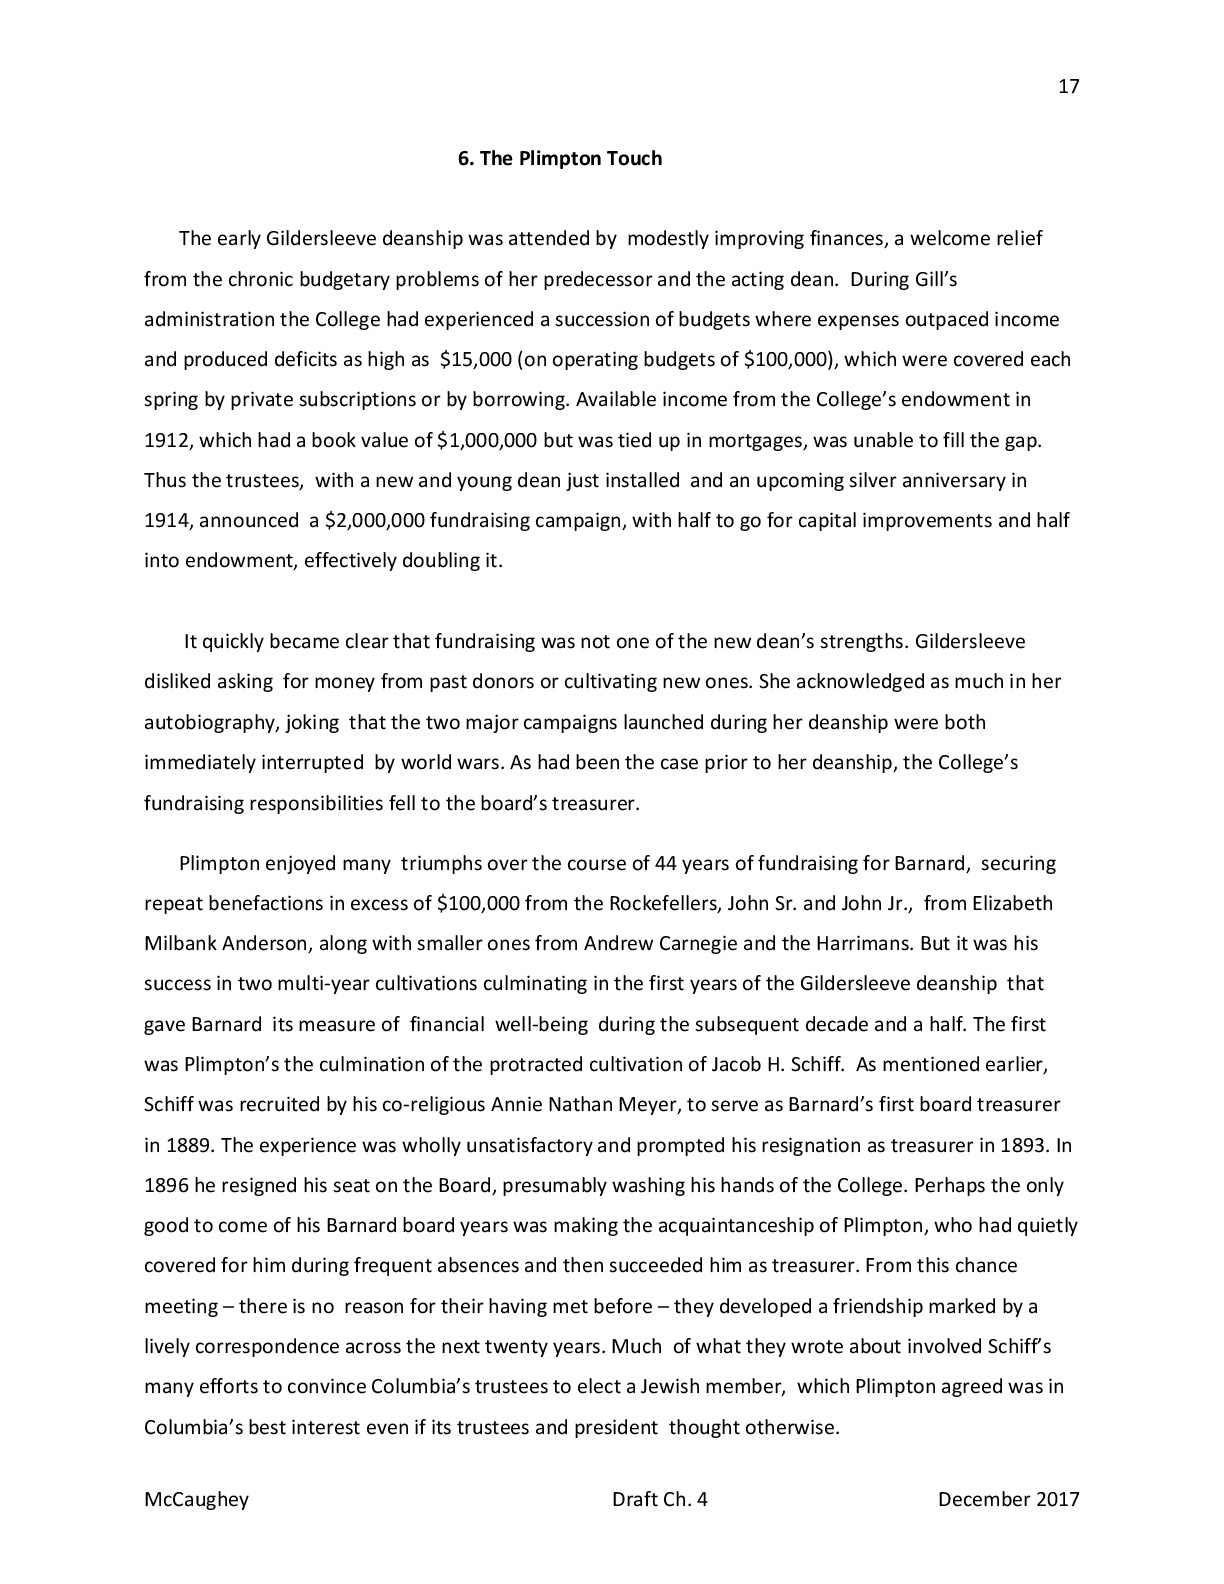 17
6. The Plimpton Touch
The early Gildersleeve deanship was attended by  modestly improving finances, a welcome relief
from the chronic budgetary problems of her predecessor and the acting dean.  During Gill’s
administration the College had experienced a succession of budgets where expenses outpaced income
and produced deficits as high as  $15,000 (on operating budgets of $100,000), which were covered each
spring by private subscriptions or by borrowing. Available income from the College’s endowment in
1912, which had a book value of $1,000,000 but was tied up in mortgages, was unable to fill the gap.
Thus the trustees,  with a new and young dean just installed  and an upcoming silver anniversary in
1914, announced  a $2,000,000 fundraising campaign, with half to go for capital improvements and half
into endowment, effectively doubling it.
It quickly became clear that fundraising was not one of the new dean’s strengths. Gildersleeve
disliked asking  for money from past donors or cultivating new ones. She acknowledged as much in her
autobiography, joking  that the two major campaigns launched during her deanship were both
immediately interrupted  by world wars. As had been the case prior to her deanship, the College’s
fundraising responsibilities fell to the board’s treasurer.
Plimpton enjoyed many  triumphs over the course of 44 years of fundraising for Barnard,  securing
repeat benefactions in excess of $100,000 from the Rockefellers, John Sr. and John Jr.,  from Elizabeth
Milbank Anderson, along with smaller ones from Andrew Carnegie and the Harrimans. But it was his
success in two multi-year cultivations culminating in the first years of the Gildersleeve deanship  that
gave Barnard  its measure of  financial  well-being  during the subsequent decade and a half. The first
was Plimpton’s the culmination of the protracted cultivation of Jacob H. Schiff.  As mentioned earlier,
Schiff was recruited by his co-religious Annie Nathan Meyer, to serve as Barnard’s first board treasurer
in 1889. The experience was wholly unsatisfactory and prompted his resignation as treasurer in 1893. In
1896 he resigned his seat on the Board, presumably washing his hands of the College. Perhaps the only
good to come of his Barnard board years was making the acquaintanceship of Plimpton, who had quietly
covered for him during frequent absences and then succeeded him as treasurer. From this chance
meeting – there is no  reason for their having met before – they developed a friendship marked by a
lively correspondence across the next twenty years. Much  of what they wrote about involved Schiff’s
many efforts to convince Columbia’s trustees to elect a Jewish member,  which Plimpton agreed was in
Columbia’s best interest even if its trustees and president  thought otherwise.
McCaughey Draft Ch. 4 December 2017